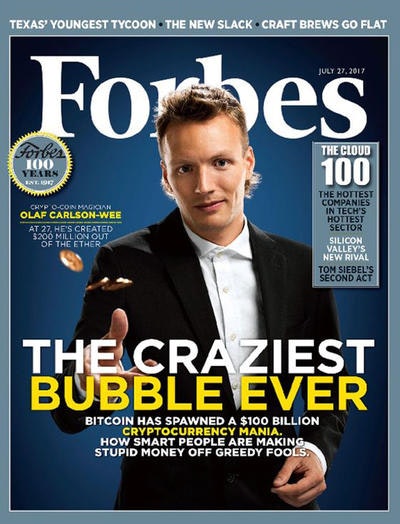 TEXAS' YOUNGEST TYCOON • THE NEW SLACK • CRAFT BREWS GO FLAT
JULY 27, 2017
Forbes
Forbes
100
YEARS
EST. 1917
CRYPTO-COIN MAGICIAN
OLAF CARLSON-WEE
AT 27, HE'S CREATED
$200 MILLION OUT
OF THE ETHER
THE CLOUD
100
THE HOTTEST
COMPANIES
IN TECH'S
HOTTEST
SECTOR
SILICON
VALLEY'S
NEW RIVAL
TOM SIEBEL'S
SECOND ACT
THE CRAZIEST
BUBBLE EVER
BITCOIN HAS SPAWNED A $100 BILLION
CRYPTOCURRENCY MANIA.
HOW SMART PEOPLE ARE MAKING
STUPID MONEY OFF GREEDY FOOLS.